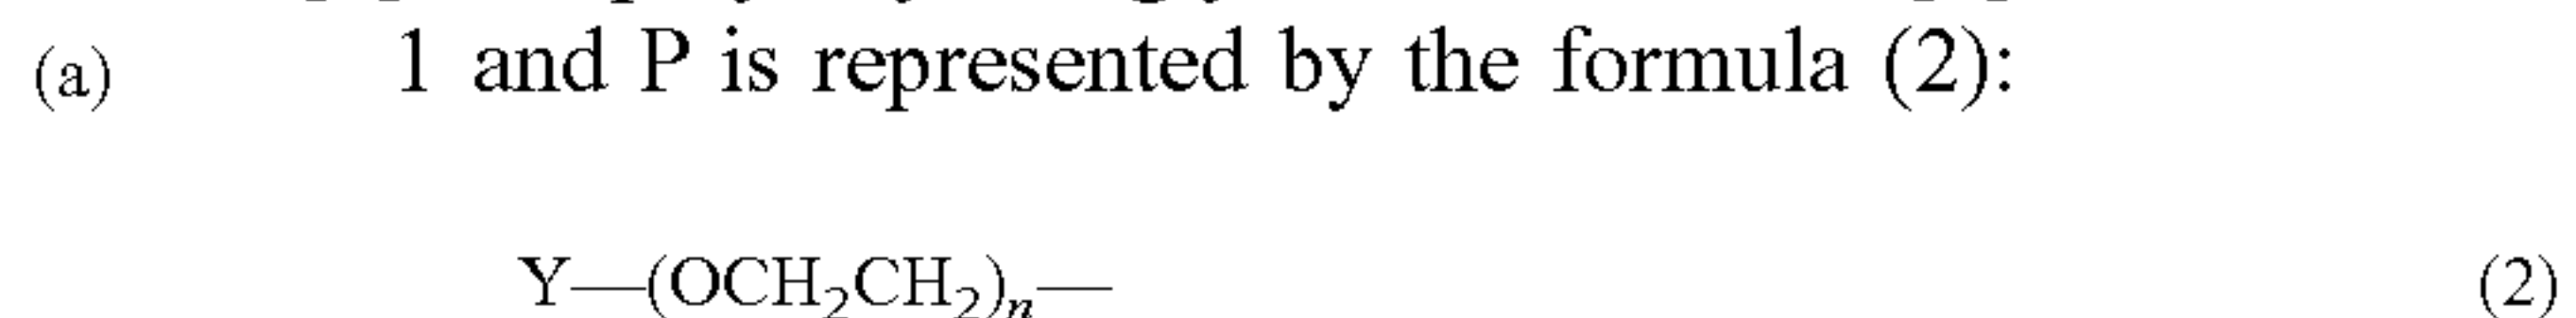 (a) 1 and P is represented by the formula (2):
Y—(OCH₂CH₂)ₙ— (2)